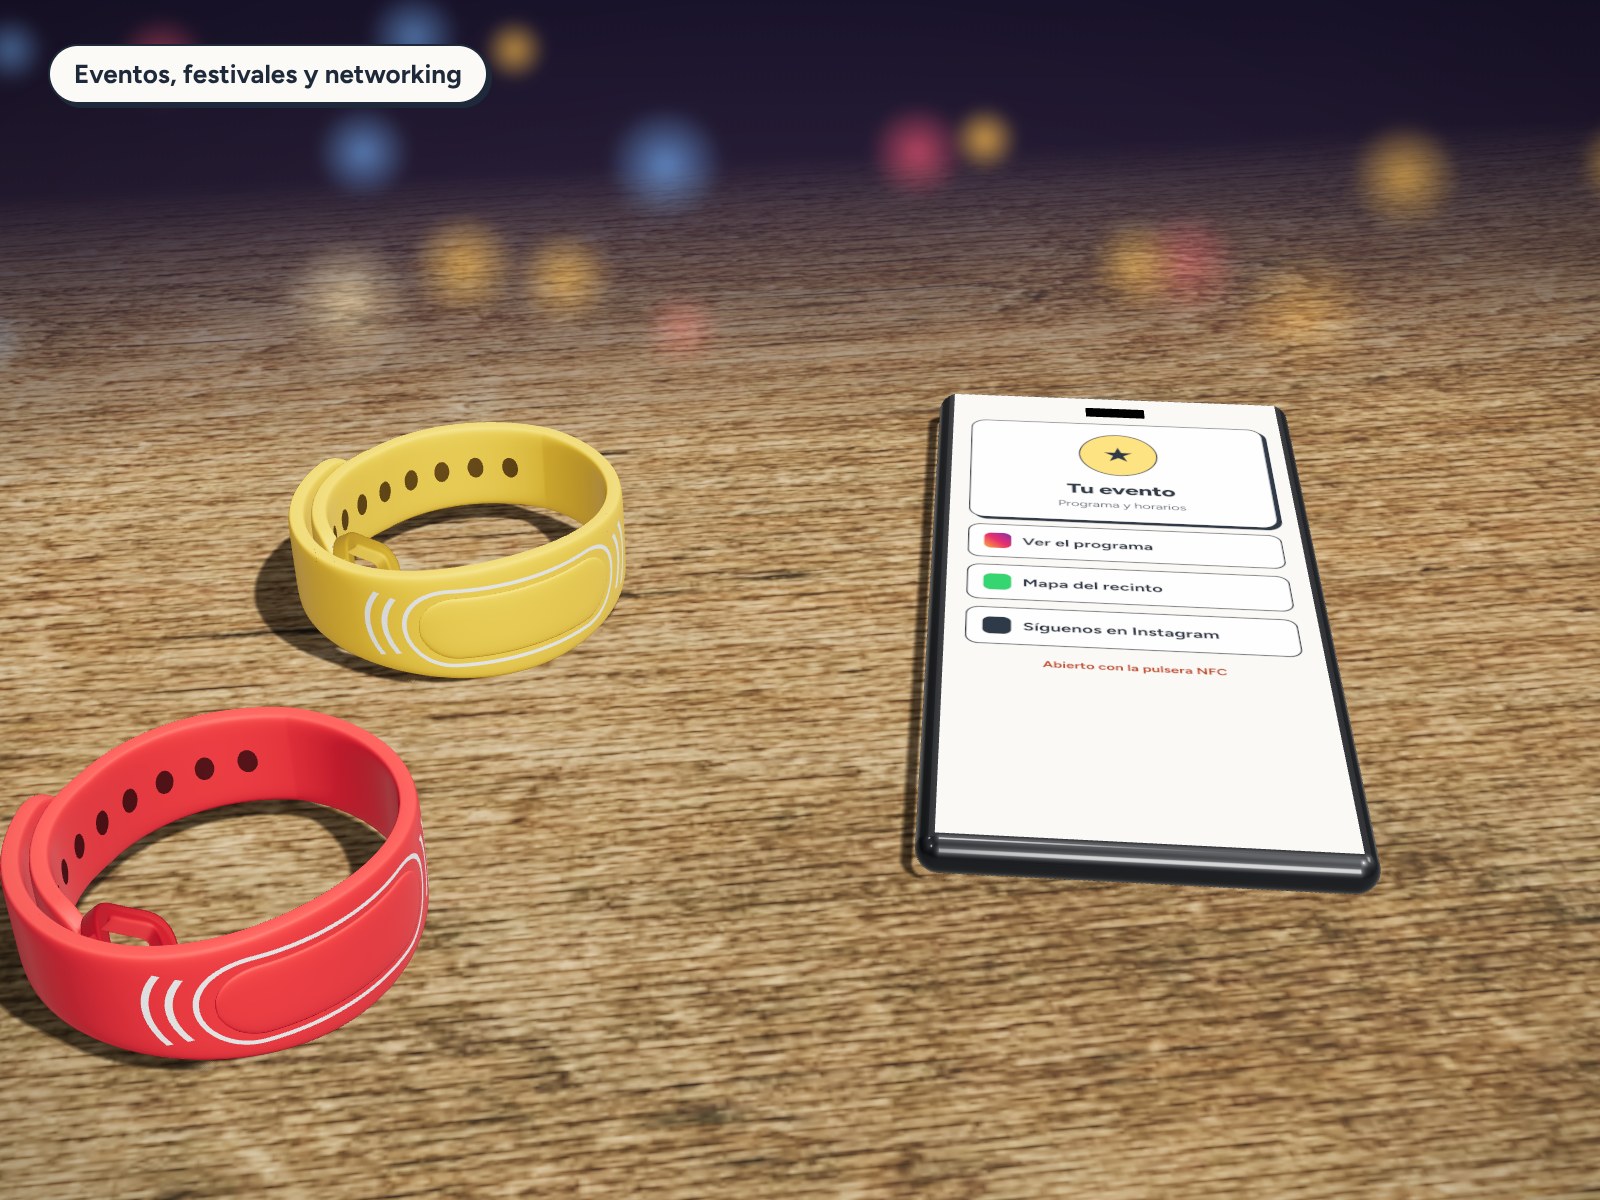 Eventos, festivales y networking
Tu evento
Programa y horarios
Ver el programa
Mapa del recinto
Síguenos en Instagram
Abierto con la pulsera NFC